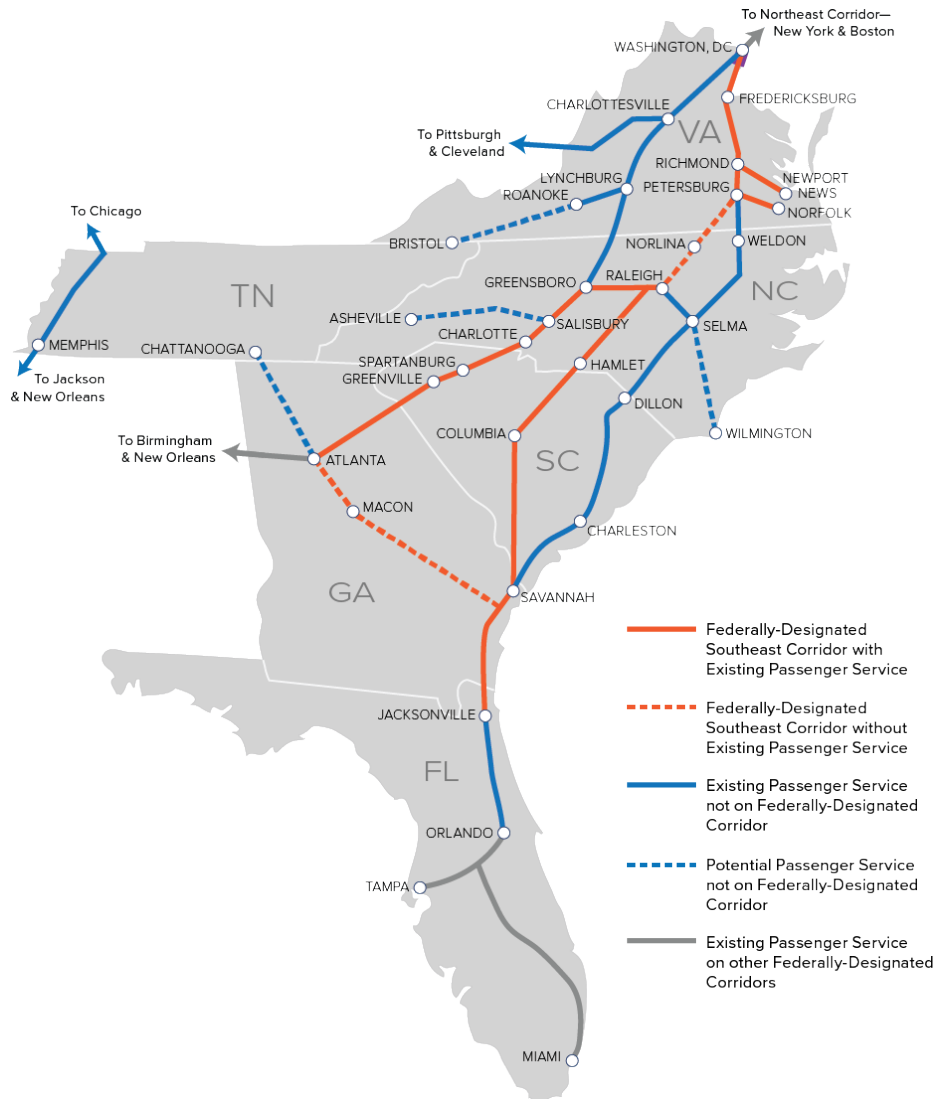 To Northeast Corridor—
New York & Boston
WASHINGTON, DC
FREDERICKSBURG
CHARLOTTESVILLE
VA
To Pittsburgh
& Cleveland
RICHMOND
LYNCHBURG
ROANOKE
PETERSBURG
NEWPORT
NEWS
NORFOLK
To Chicago
BRISTOL
NORLINA
WELDON
GREENSBORO
RALEIGH
TN
NC
ASHEVILLE
SALISBURY
SELMA
CHARLOTTE
MEMPHIS
CHATTANOOGA
SPARTANBURG
GREENVILLE
HAMLET
To Jackson
& New Orleans
DILLON
COLUMBIA
WILMINGTON
To Birmingham
& New Orleans
ATLANTA
SC
MACON
CHARLESTON
GA
SAVANNAH
JACKSONVILLE
FL
ORLANDO
TAMPA
MIAMI
Federally-Designated
Southeast Corridor with
Existing Passenger Service
Federally-Designated
Southeast Corridor without
Existing Passenger Service
Existing Passenger Service
not on Federally-Designated
Corridor
Potential Passenger Service
not on Federally-Designated
Corridor
Existing Passenger Service
on other Federally-Designated
Corridors